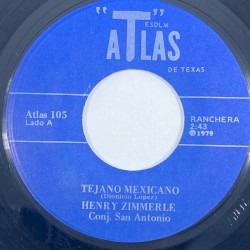 "ATLAS"
ESDLM
DE TEXAS
Atlas 105
Lado A
RANCHERA
2:43
℗ 1979
TEJANO MEXICANO
(Dionicio Lopez)
HENRY ZIMMERLE
Conj. San Antonio